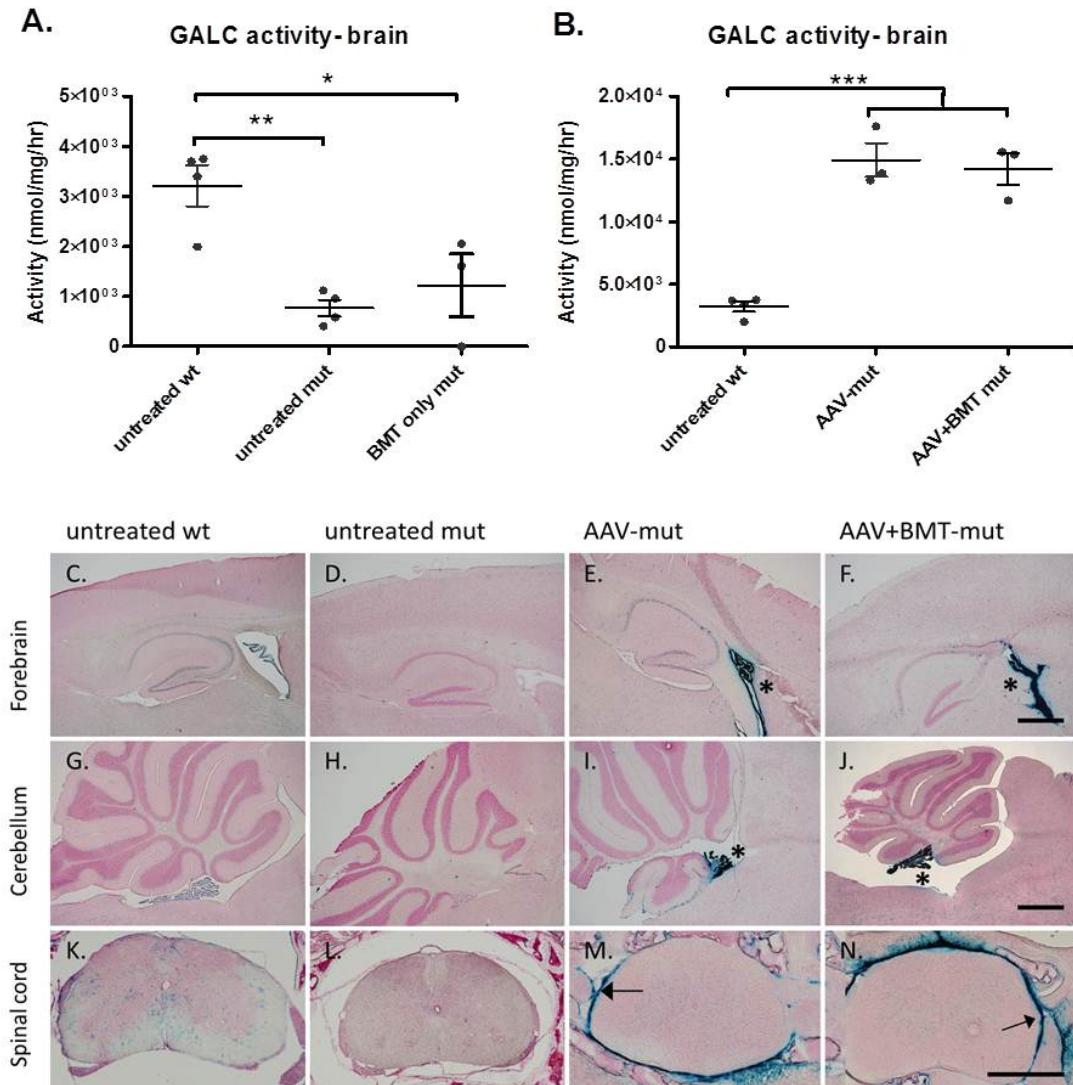 A.
GALC activity- brain
Activity (nmol/mg/hr)
5×10⁰³
4×10⁰³
3×10⁰³
2×10⁰³
1×10⁰³
0
*
**
untreated wt
untreated mut
BMT only mut
B.
GALC activity- brain
Activity (nmol/mg/hr)
2.0×10⁴
1.5×10⁴
1.0×10⁴
5.0×10³
0
***
untreated wt
AAV-mut
AAV+BMT mut
untreated wt
untreated mut
AAV-mut
AAV+BMT-mut
Forebrain
C.
D.
E.
*
F.
*
Cerebellum
G.
H.
I.
*
J.
*
Spinal cord
K.
L.
M.
N.